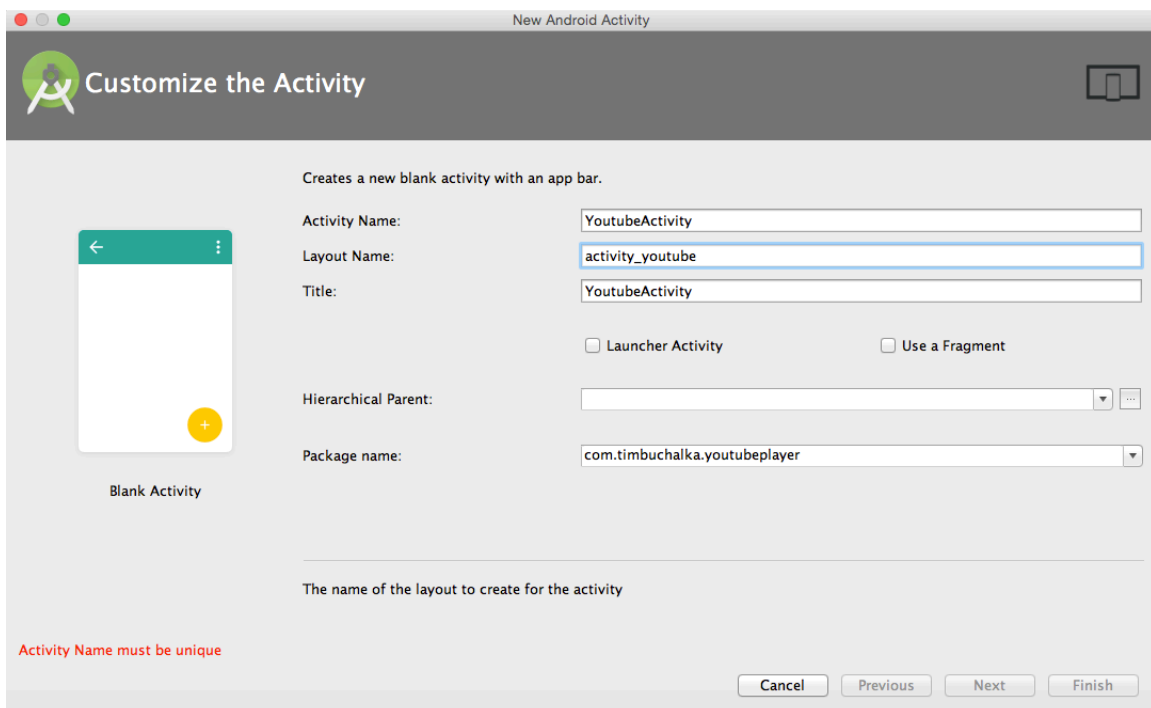 New Android Activity
Customize the Activity
Creates a new blank activity with an app bar.
Activity Name: YoutubeActivity
Layout Name: activity_youtube
Title: YoutubeActivity
Launcher Activity Use a Fragment
Hierarchical Parent: ...
Package name: com.timbuchalka.youtubeplayer
Blank Activity
The name of the layout to create for the activity
Activity Name must be unique
Cancel Previous Next Finish